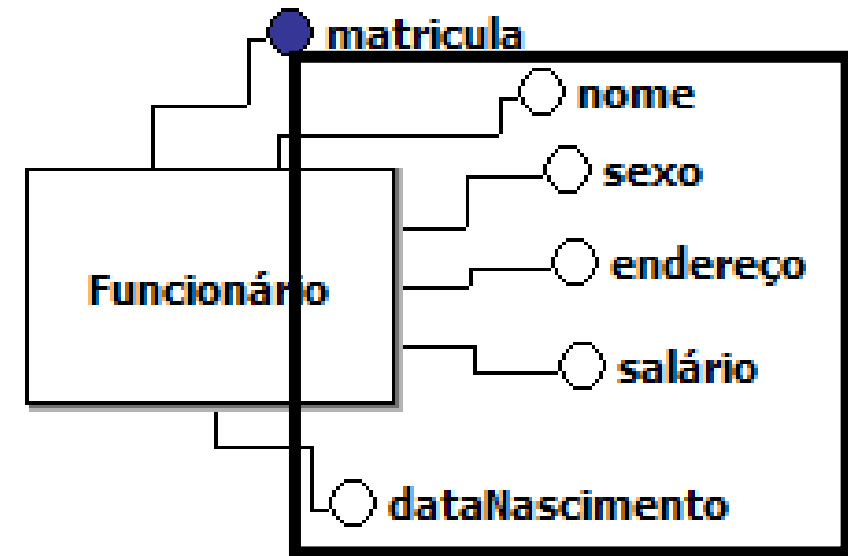 matricula
nome
sexo
endereço
Funcionário
salário
dataNascimento